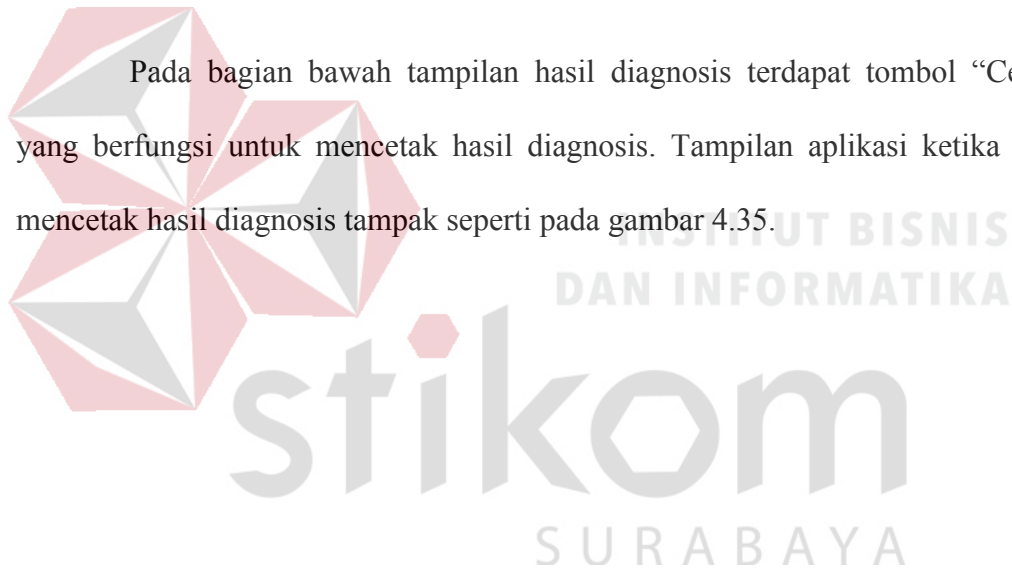 Pada bagian bawah tampilan hasil diagnosis terdapat tombol “Ce
yang berfungsi untuk mencetak hasil diagnosis. Tampilan aplikasi ketika
mencetak hasil diagnosis tampak seperti pada gambar 4.35.
INSTITUT BISNIS
DAN INFORMATIKA
stikom
SURABAYA